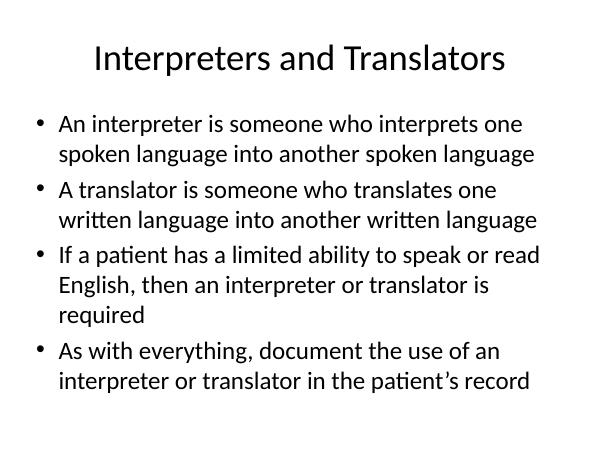 Interpreters and Translators
• An interpreter is someone who interprets one
spoken language into another spoken language
• A translator is someone who translates one
written language into another written language
• If a patient has a limited ability to speak or read
English, then an interpreter or translator is
required
• As with everything, document the use of an
interpreter or translator in the patient’s record